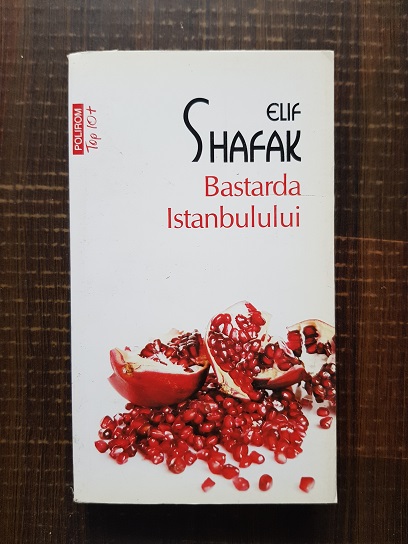 POLIROM
Top 10+
ELIF
SHAFAK
Bastarda
Istanbulului